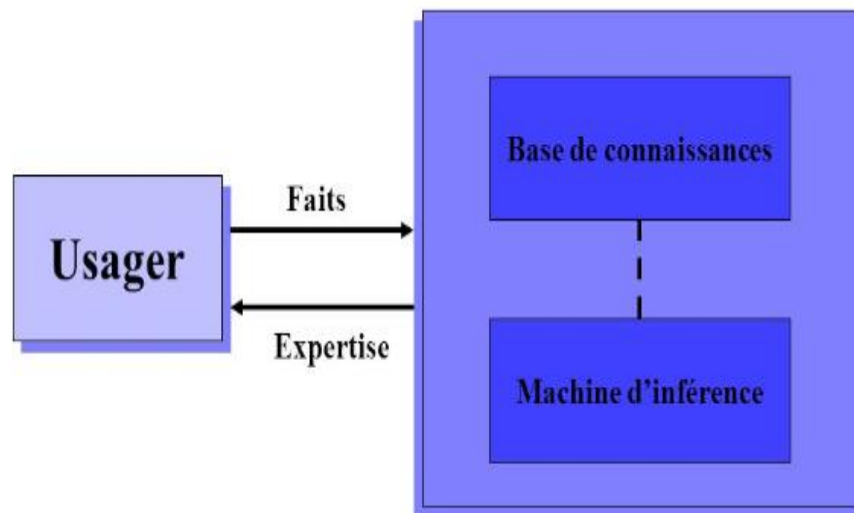 Usager
Faits
Expertise
Base de connaissances
Machine d'inférence